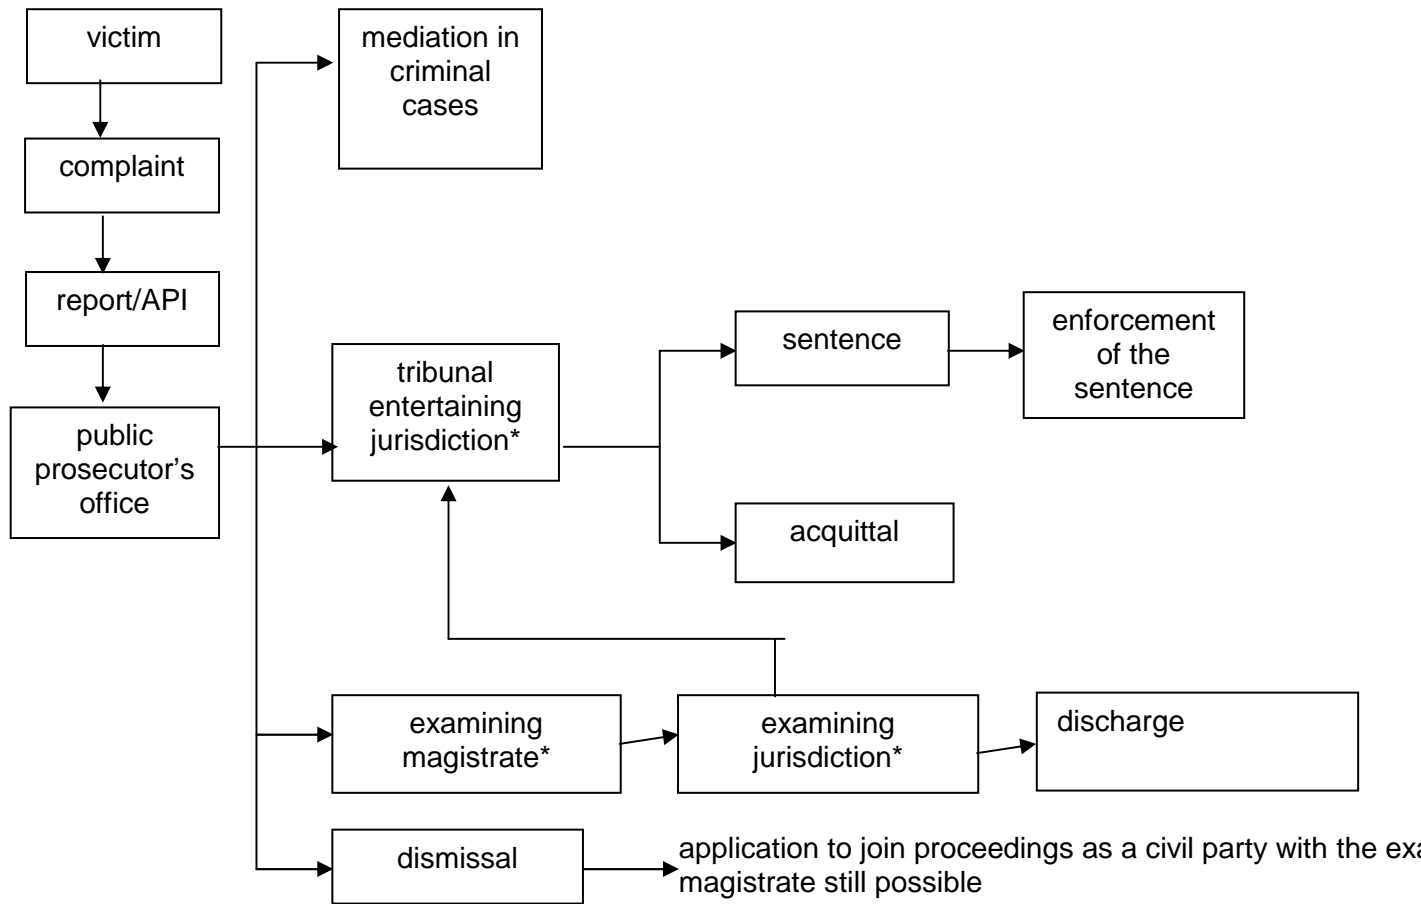 victim
complaint
report/API
public
prosecutor's
office
mediation in
criminal
cases
tribunal
entertaining
jurisdiction*
sentence
enforcement
of the
sentence
acquittal
examining
magistrate*
examining
jurisdiction*
discharge
dismissal
application to join proceedings as a civil party with the
magistrate still possible